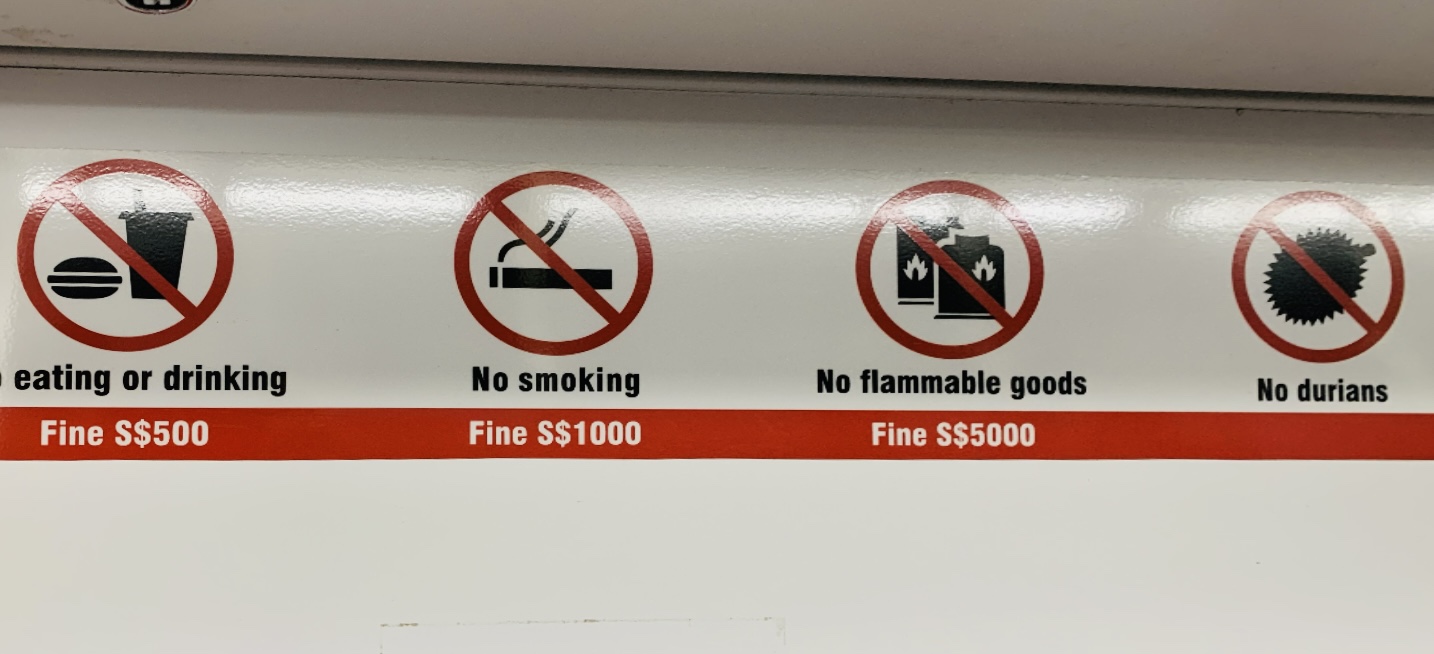 eating or drinking
Fine S$500
No smoking
Fine S$1000
No flammable goods
Fine S$5000
No durians